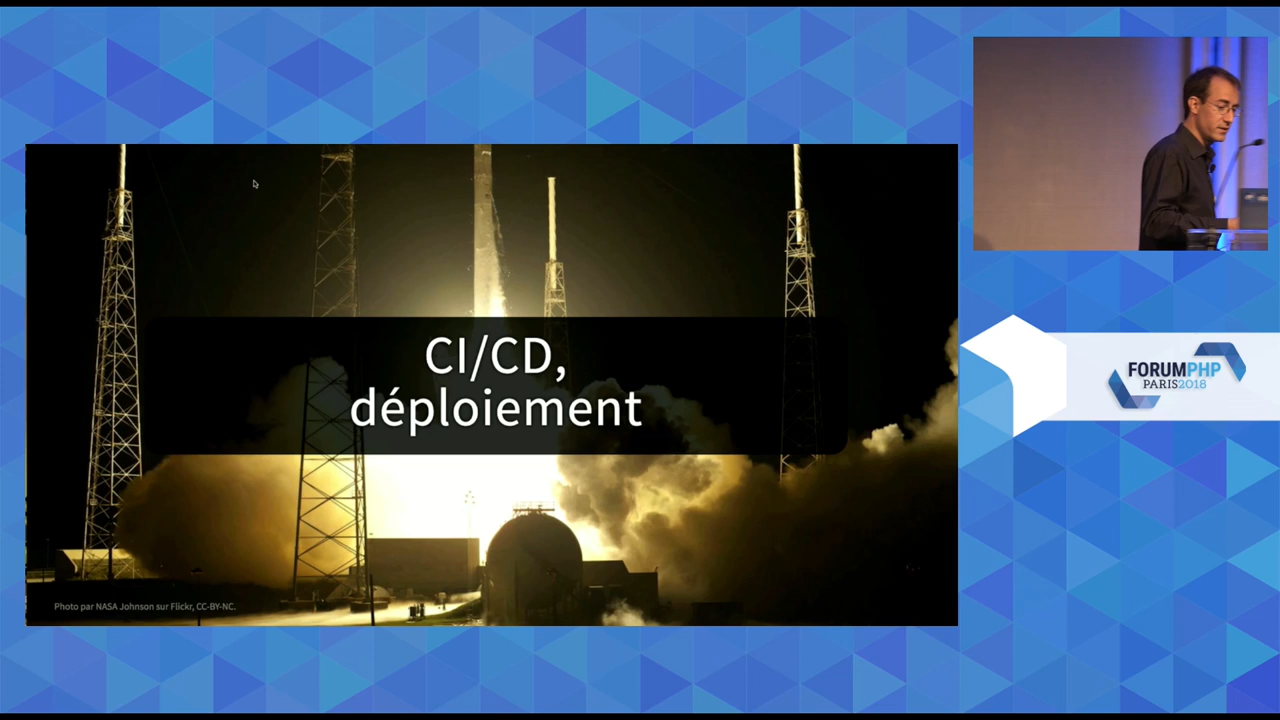 CI/CD,
déploiement
Photo par NASA Johnson sur Flickr, CC-BY-NC.
FORUMPHP
PARIS2018